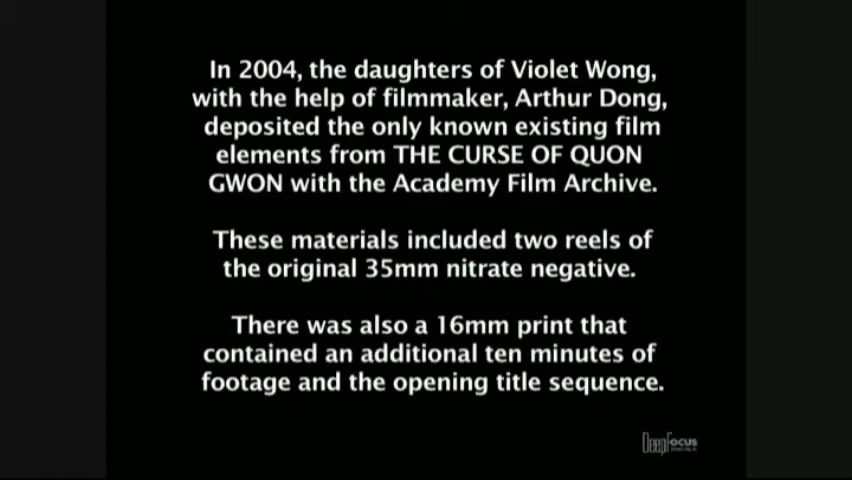 In 2004, the daughters of Violet Wong,
with the help of filmmaker, Arthur Dong,
deposited the only known existing film
elements from THE CURSE OF QUON
GWON with the Academy Film Archive.
These materials included two reels of
the original 35mm nitrate negative.
There was also a 16mm print that
contained an additional ten minutes of
footage and the opening title sequence.
DeepFocus